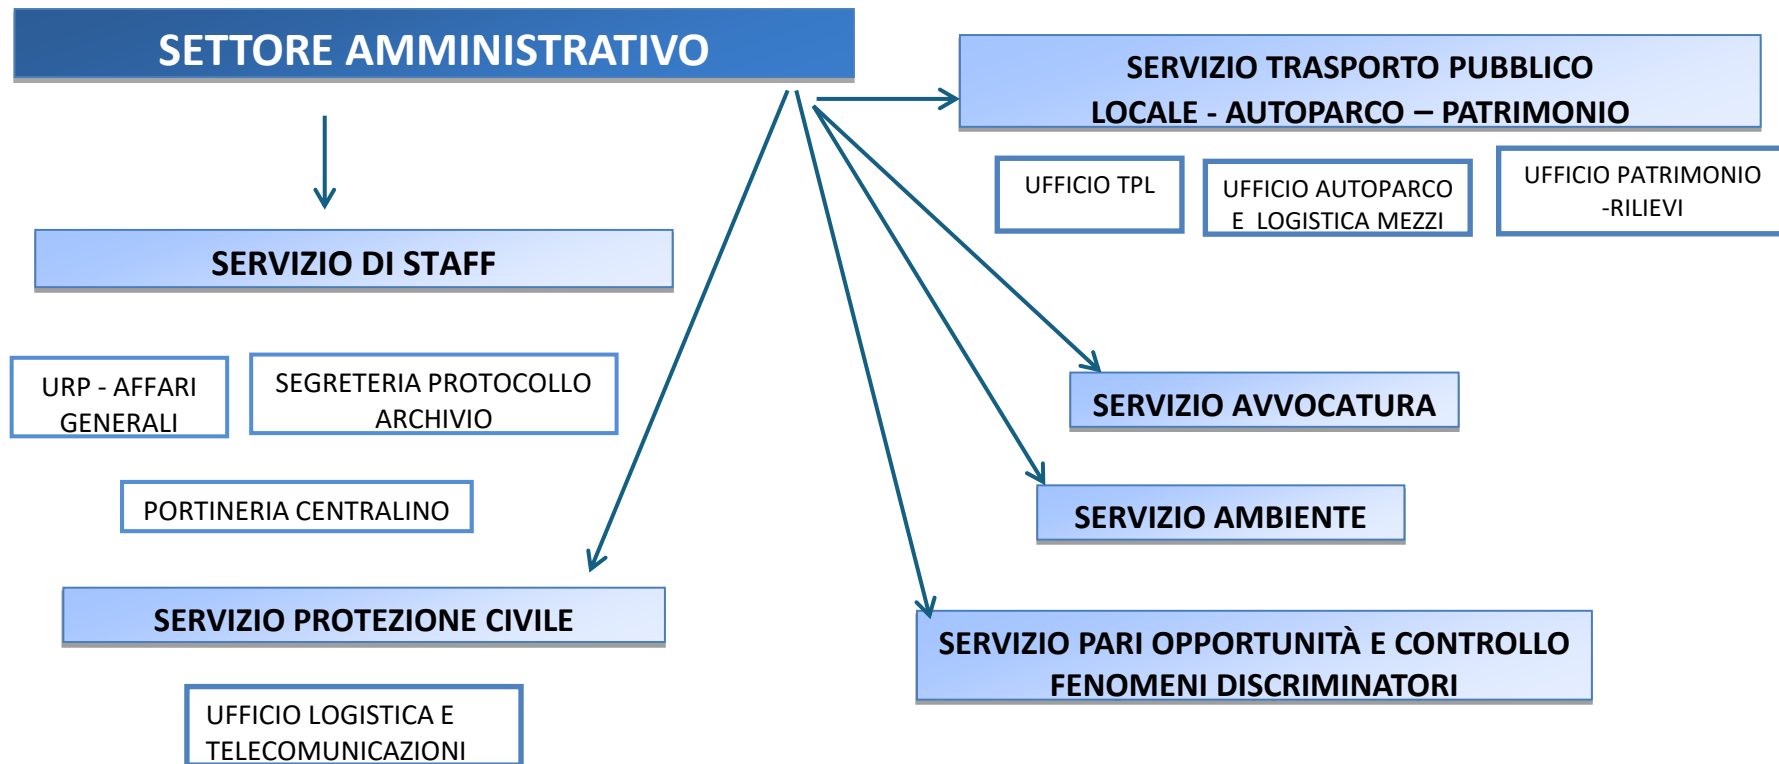 SETTORE AMMINISTRATIVO
SERVIZIO TRASPORTO PUBBLICO
LOCALE - AUTOPARCO – PATRIMONIO
UFFICIO TPL
UFFICIO AUTOPARCO
E LOGISTICA MEZZI
UFFICIO PATRIMONIO
-RILIEVI
SERVIZIO DI STAFF
URP - AFFARI
GENERALI
SEGRETERIA PROTOCOLLO
ARCHIVIO
PORTINERIA CENTRALINO
SERVIZIO AVVOCATURA
SERVIZIO AMBIENTE
SERVIZIO PROTEZIONE CIVILE
UFFICIO LOGISTICA E
TELECOMUNICAZIONI
SERVIZIO PARI OPPORTUNITÀ E CONTROLLO
FENOMENI DISCRIMINATORI